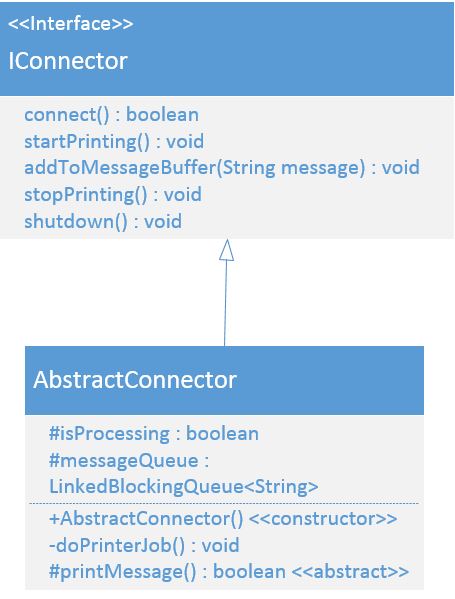 <<Interface>>
IConnector
connect() : boolean
startPrinting() : void
addToMessageBuffer(String message) : void
stopPrinting() : void
shutdown() : void
AbstractConnector
#isProcessing : boolean
#messageQueue :
LinkedBlockingQueue<String>
+AbstractConnector() <<constructor>>
-doPrinterJob() : void
#printMessage() : boolean <<abstract>>